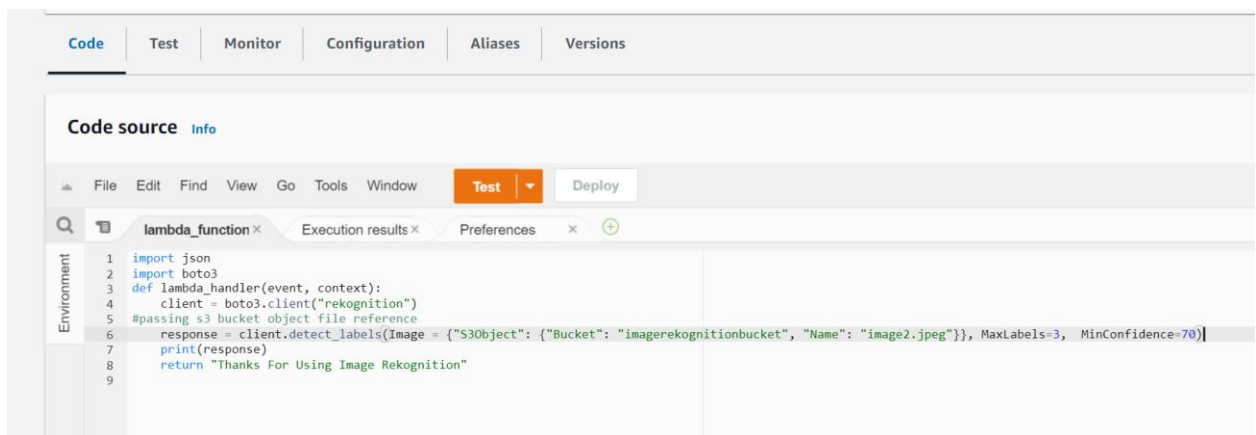 Code Test Monitor Configuration Aliases Versions
Code source Info
File Edit Find View Go Tools Window Test Deploy
lambda_function × Execution results × Preferences ×
Environment
1 import json
2 import boto3
3 def lambda_handler(event, context):
4     client = boto3.client("rekognition")
5 #passing s3 bucket object file reference
6     response = client.detect_labels(Image = {"S3Object": {"Bucket": "imagerekognitionbucket", "Name": "image2.jpeg"}}, MaxLabels=3,  MinConfidence=70)
7     print(response)
8     return "Thanks For Using Image Rekognition"
9